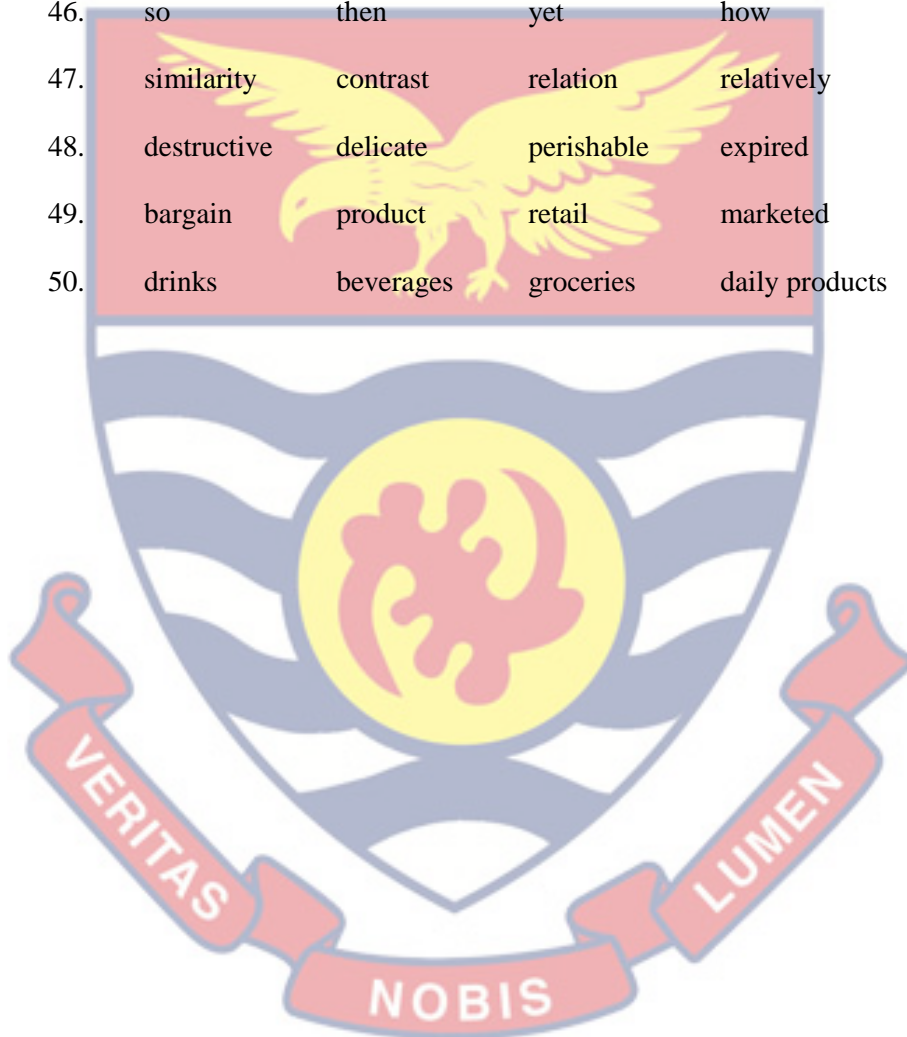 46. so then yet how
47. similarity contrast relation relatively
48. destructive delicate perishable expired
49. bargain product retail marketed
50. drinks beverages groceries daily products
VERITAS NOBIS LUMEN